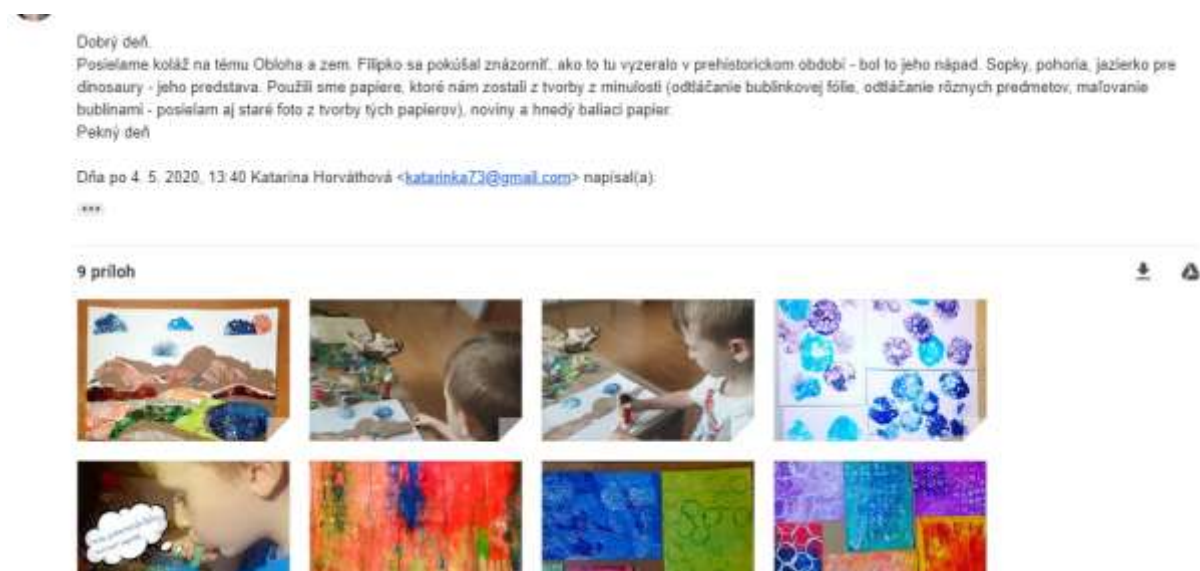 Dobrý deň.
Posielame koláž na tému Obloha a zem. Filipko sa pokúšal znázorniť, ako to tu vyzeralo v prehistorickom období - bol to jeho nápad. Sopky, pohoria, jazierko pre
dinosaury - jeho predstava. Použili sme papiere, ktoré nám zostali z tvorby z minulosti (odtláčanie bublinkovej fólie, odtláčanie rôznych predmetov, maľovanie
bublinami - posielam aj staré foto z tvorby tých papierov), noviny a hnedý baliaci papier.
Pekný deň
Dňa po 4. 5. 2020, 13:40 Katarina Horváthová <katarinka73@gmail.com> napísal(a):
9 príloh